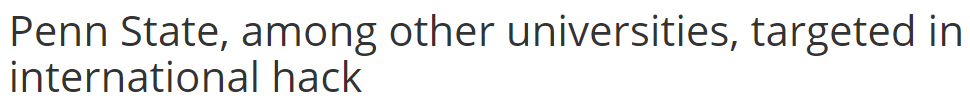 Penn State, among other universities, targeted in
international hack